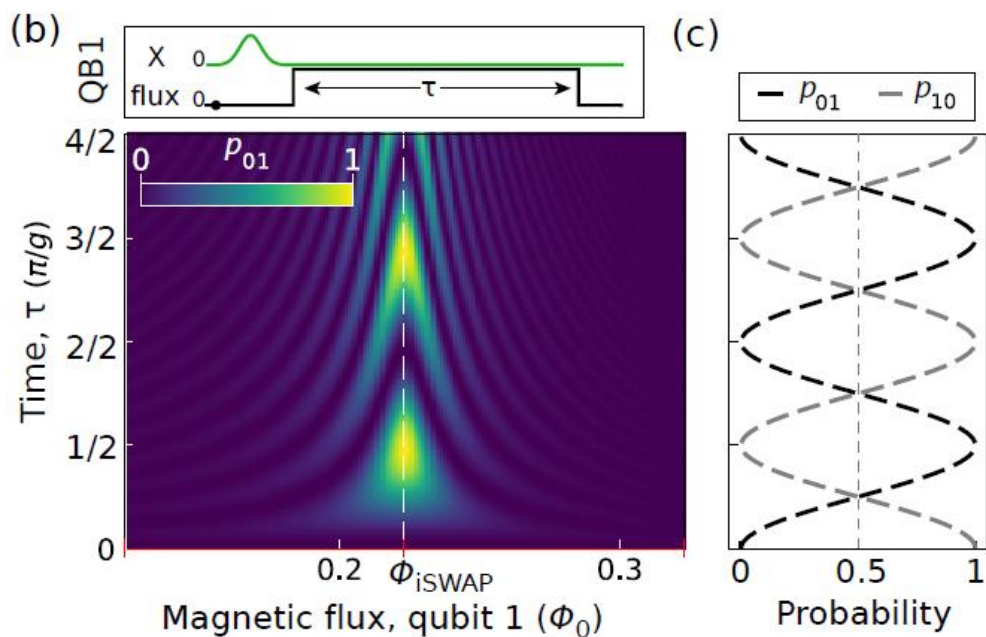 (b)
QB1
X 0
flux 0
τ
(c)
p01 p10
4/2
0 p01 1
3/2
2/2
1/2
0
Time, τ (π/g)
0.2 ΦiSWAP 0.3
Magnetic flux, qubit 1 (Φ0)
0 0.5 1
Probability